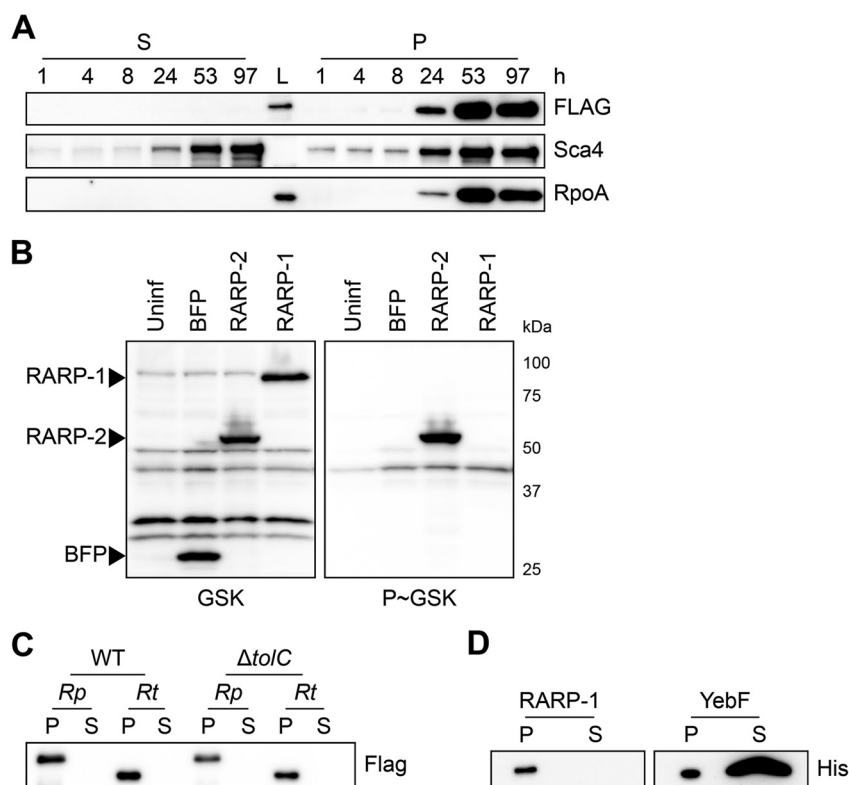 A
S P
1 4 8 24 53 97 L 1 4 8 24 53 97 h
FLAG
Sca4
RpoA
B
Uninf BFP RARP-2 RARP-1 Uninf BFP RARP-2 RARP-1
kDa
RARP-1 100
75
RARP-2 50
37
BFP 25
GSK P~GSK
C
WT ΔtolC
Rp Rt Rp Rt
P S P S P S P S
Flag
D
RARP-1 YebF
P S P S
His